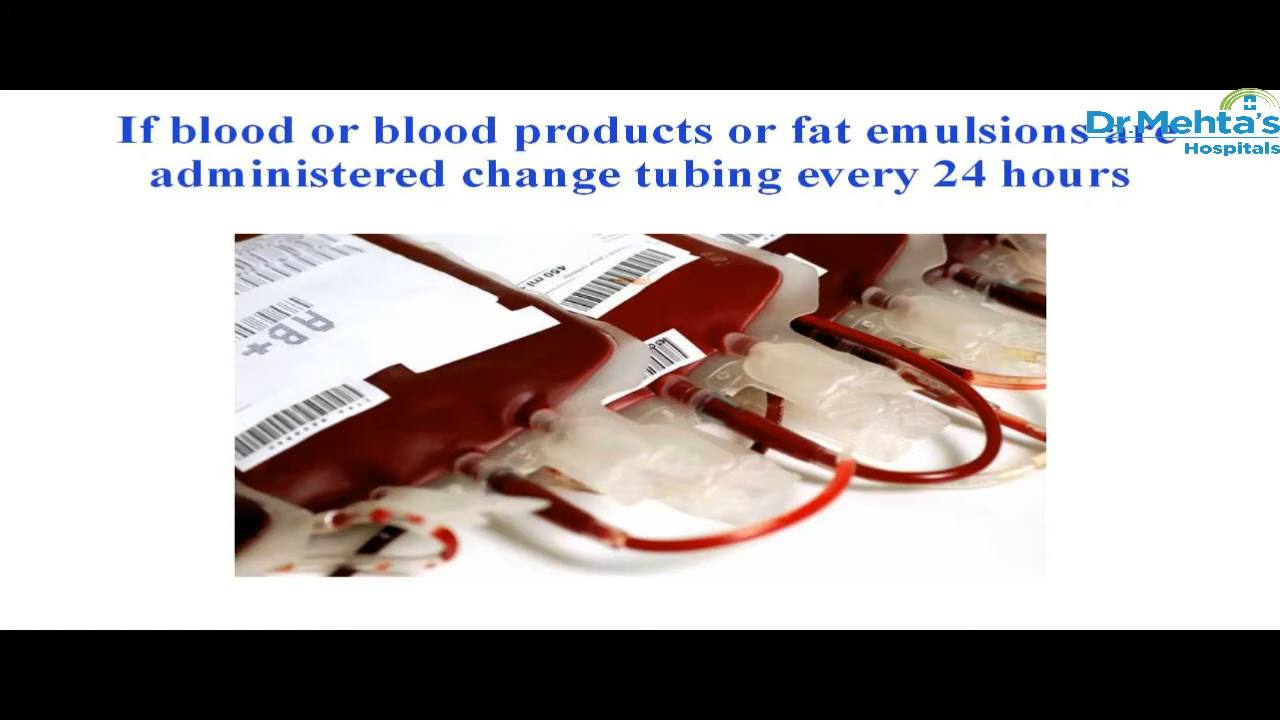 If blood or blood products or fat emulsions are
administered change tubing every 24 hours
Dr.Mehta's
Hospitals
AB+
450 ml